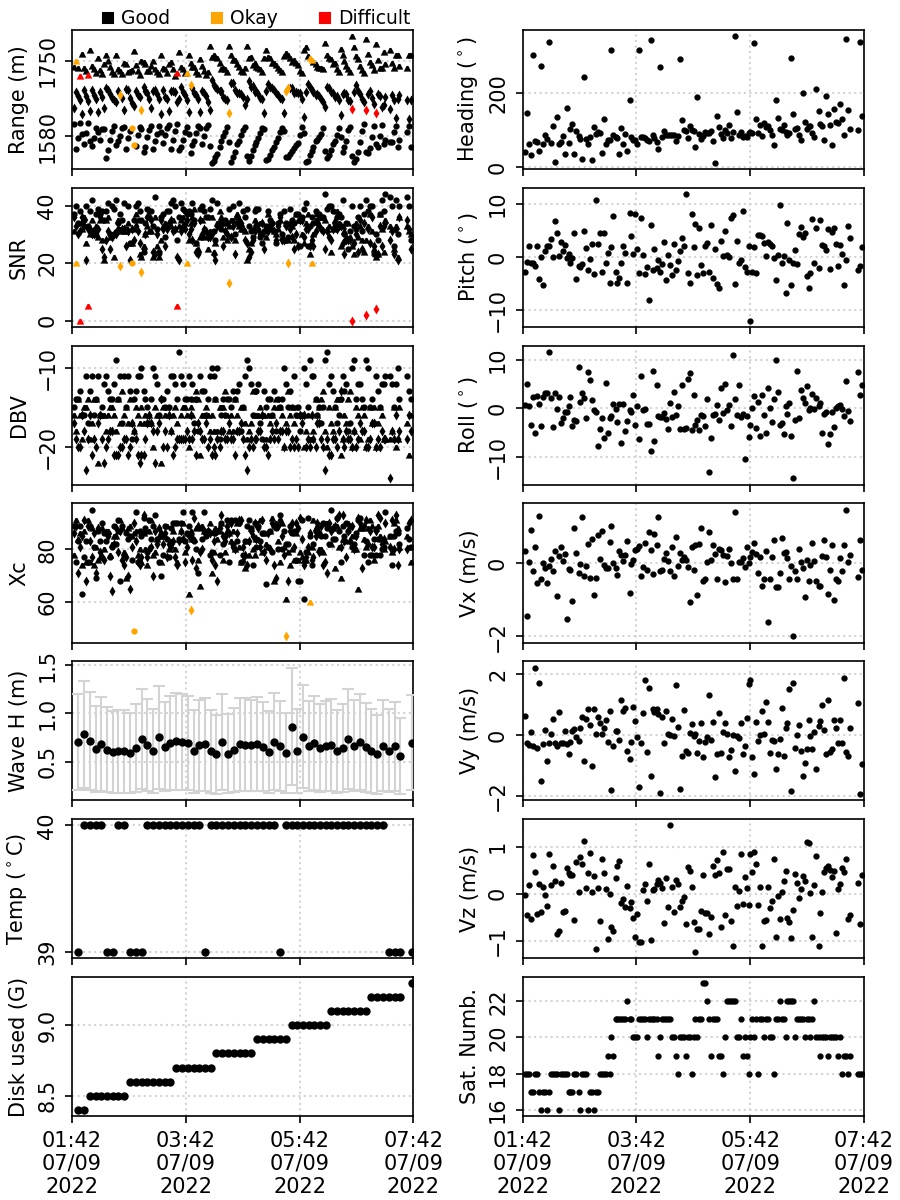 Good Okay Difficult
Range (m)
1750
1580
Heading (°)
200
0
SNR
40
20
0
Pitch (°)
10
0
−10
DBV
−10
−20
Roll (°)
10
0
−10
Xc
80
60
Vx (m/s)
0
−2
Wave H (m)
1.5
1.0
0.5
Vy (m/s)
2
0
−2
Temp (°C)
40
39
Vz (m/s)
1
0
−1
Disk used (G)
9.0
8.5
Sat. Numb.
22
20
18
16
01:42 03:42 05:42 07:42 01:42 03:42 05:42 07:42
07/09 07/09 07/09 07/09 07/09 07/09 07/09 07/09
2022 2022 2022 2022 2022 2022 2022 2022